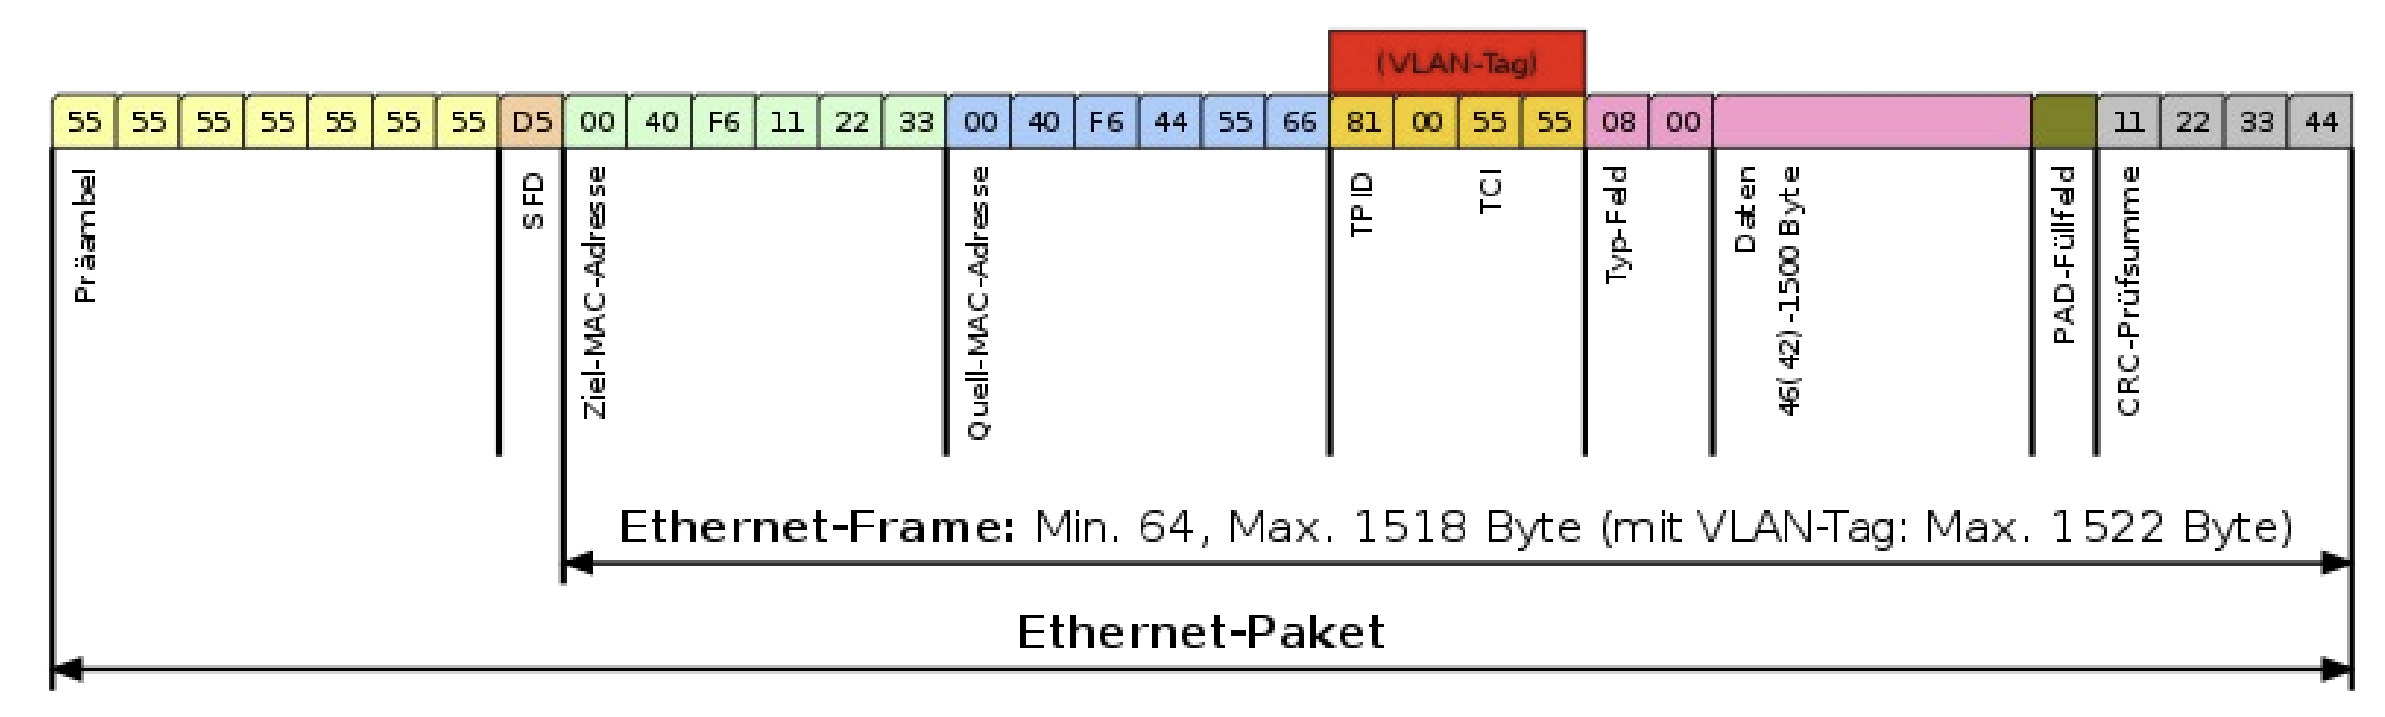 (VLAN-Tag)
55 55 55 55 55 55 55 D5 00 40 F6 11 22 33 00 40 F6 44 55 66 81 00 55 55 08 00 11 22 33 44
Präambel
SFD
Ziel-MAC-Adresse
Quell-MAC-Adresse
TPID
TCI
Typ-Feld
Daten
46(42)-1500 Byte
PAD-Füllfeld
CRC-Prüfsumme
Ethernet-Frame: Min. 64, Max. 1518 Byte (mit VLAN-Tag: Max. 1522 Byte)
Ethernet-Paket